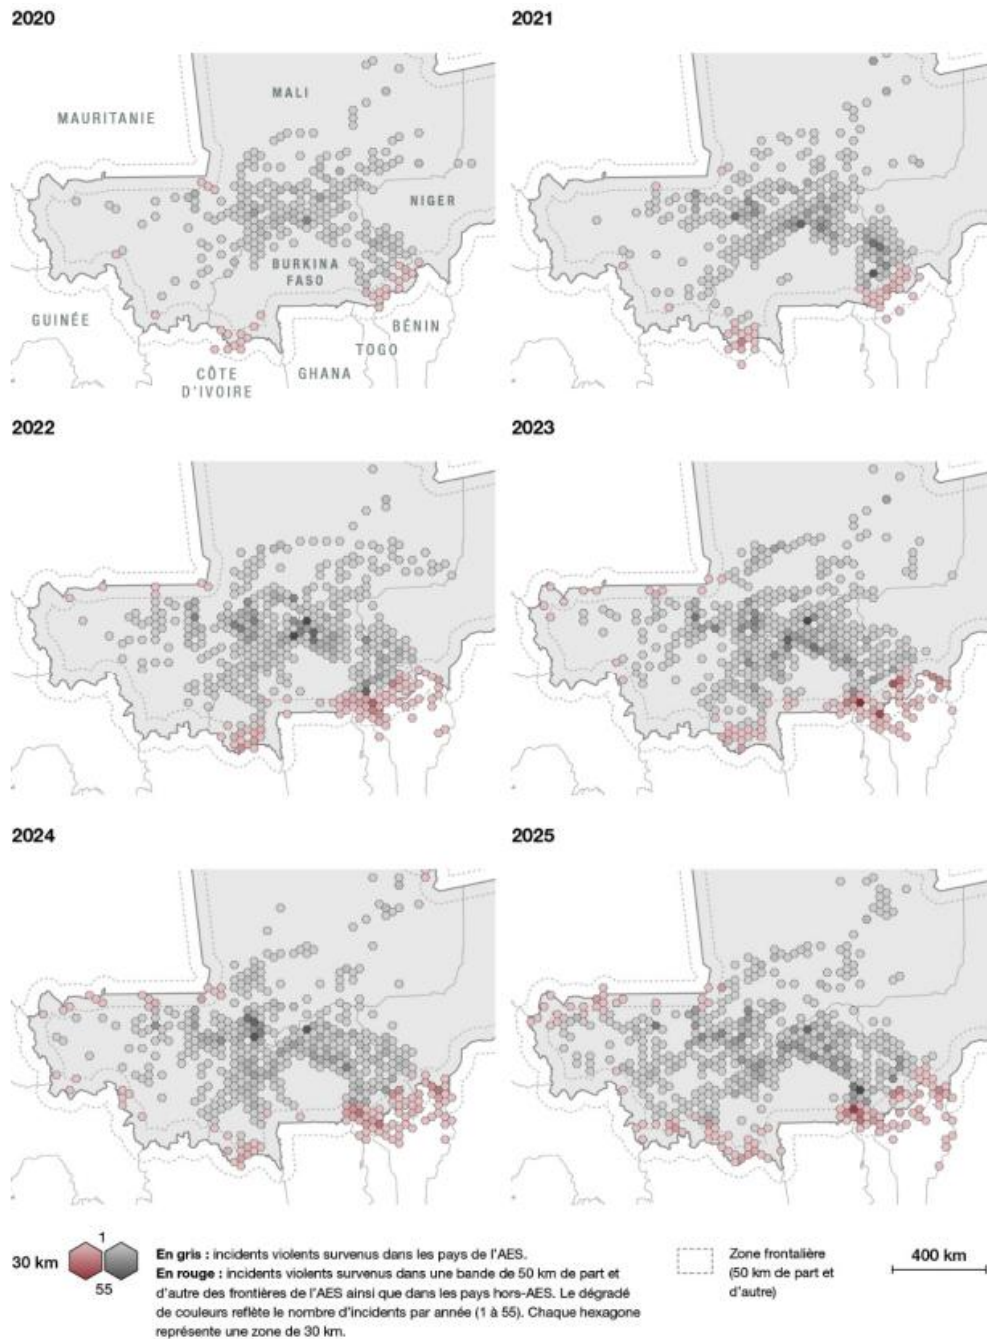 2020
2021
MALI
MAURITANIE
NIGER
BURKINA
FASO
GUINÉE
BÉNIN
TOGO
CÔTE
D'IVOIRE
GHANA
2022
2023
2024
2025
1
30 km
55
En gris : incidents violents survenus dans les pays de l'AES.
En rouge : incidents violents survenus dans une bande de 50 km de part et
d'autre des frontières de l'AES ainsi que dans les pays hors-AES. Le dégradé
de couleurs reflète le nombre d'incidents par année (1 à 55). Chaque hexagone
représente une zone de 30 km.
Zone frontalière
(50 km de part et
d'autre)
400 km